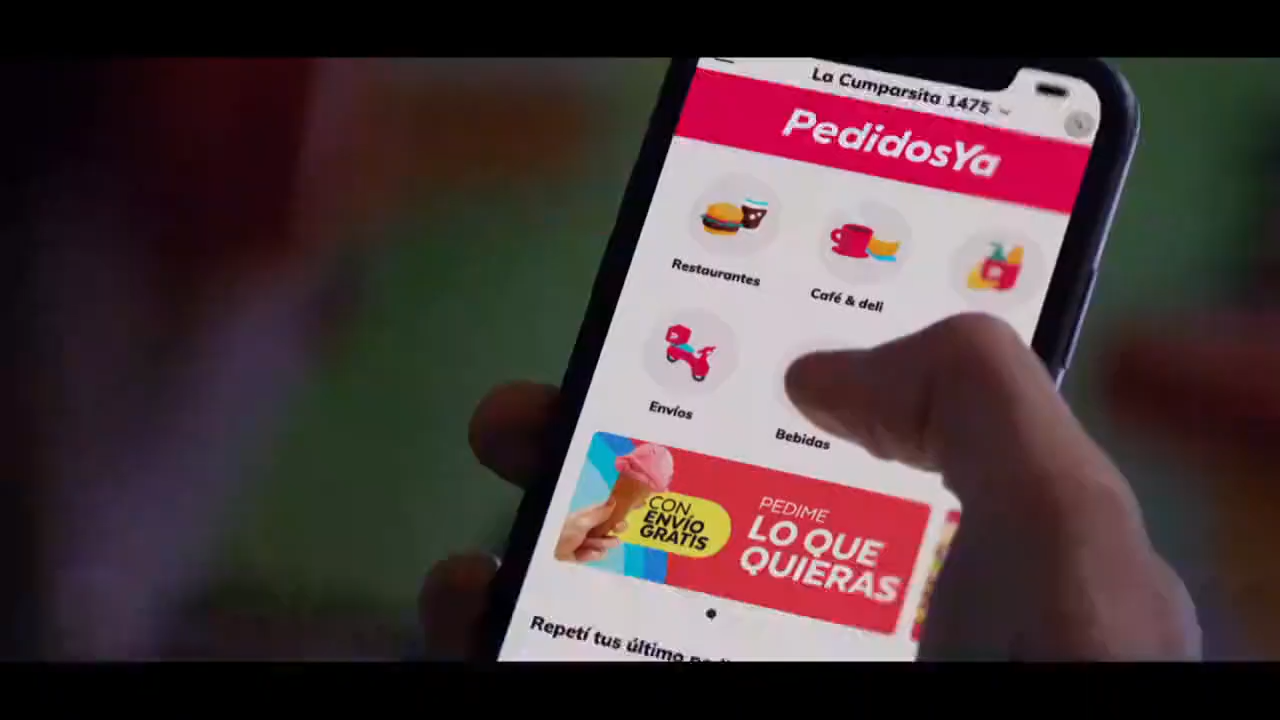 La Cumparsita 1475
PedidosYa
Restaurantes
Café & deli
Envíos
Bebidas
CON
ENVÍO
GRATIS
PEDIME
LO QUE
QUIERAS
Repetí tus último